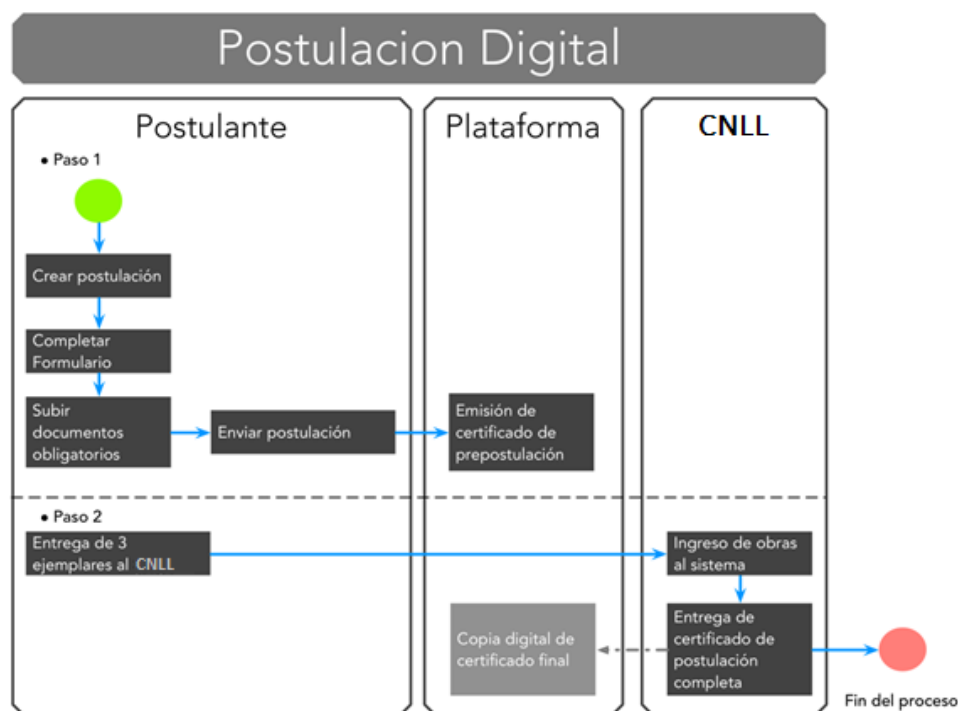 Postulacion Digital
Postulante
Plataforma
CNLL
• Paso 1
Crear postulación
Completar
Formulario
Subir
documentos
obligatorios
Enviar postulación
Emisión de
certificado de
prepostulación
• Paso 2
Entrega de 3
ejemplares al CNLL
Ingreso de obras
al sistema
Copia digital de
certificado final
Entrega de
certificado de
postulación
completa
Fin del proceso